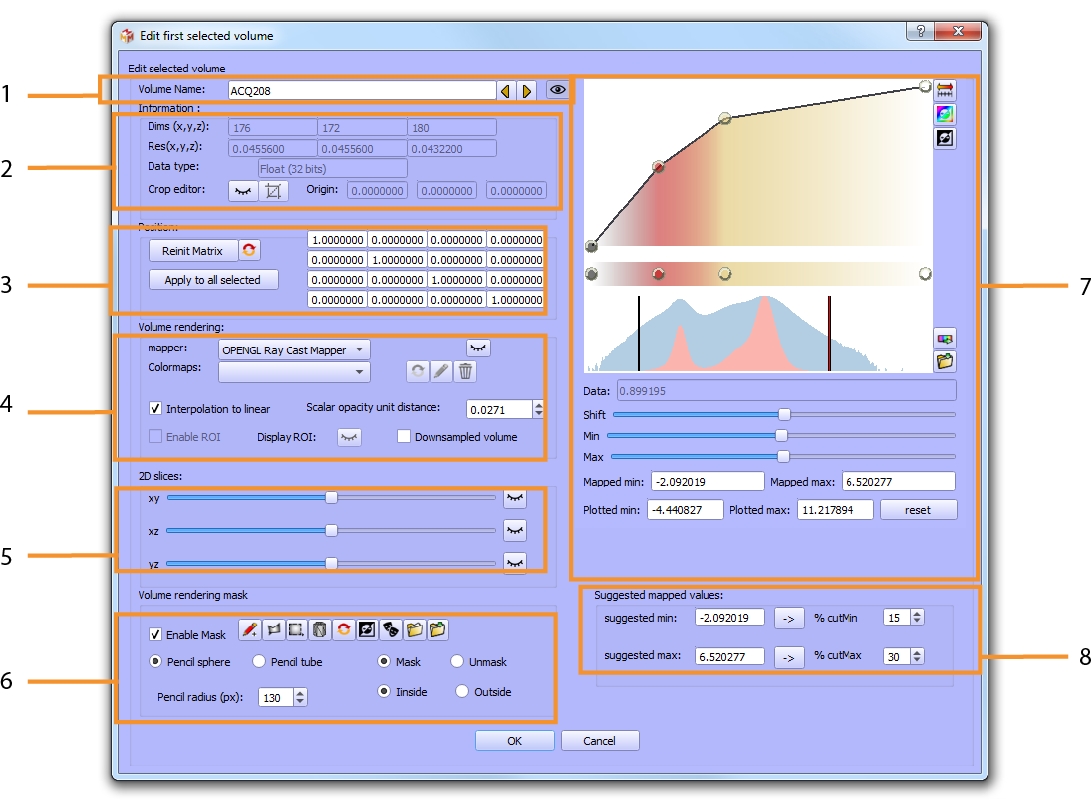 Edit first selected volume
?
X
Edit selected volume
1
Volume Name: ACQ208
Information :
2
Dims (x,y,z): 176 172 180
Res(x,y,z): 0.0455600 0.0455600 0.0432200
Data type: Float (32 bits)
Crop editor: Origin: 0.0000000 0.0000000 0.0000000
Position:
3
Reinit Matrix
Apply to all selected
1.0000000 0.0000000 0.0000000 0.0000000
0.0000000 1.0000000 0.0000000 0.0000000
0.0000000 0.0000000 1.0000000 0.0000000
0.0000000 0.0000000 0.0000000 1.0000000
Volume rendering:
4
mapper: OPENGL Ray Cast Mapper
Colormaps:
Interpolation to linear Scalar opacity unit distance: 0.0271
Enable ROI Display ROI: Downsampled volume
2D slices:
5
xy
xz
yz
Volume rendering mask
6
Enable Mask
Pencil sphere Pencil tube Mask Unmask
Pencil radius (px): 130 Iinside Outside
7
Data: 0.899195
Shift
Min
Max
Mapped min: -2.092019 Mapped max: 6.520277
Plotted min: -4.440827 Plotted max: 11.217894 reset
Suggested mapped values:
8
suggested min: -2.092019 -> % cutMin 15
suggested max: 6.520277 -> % cutMax 30
OK Cancel